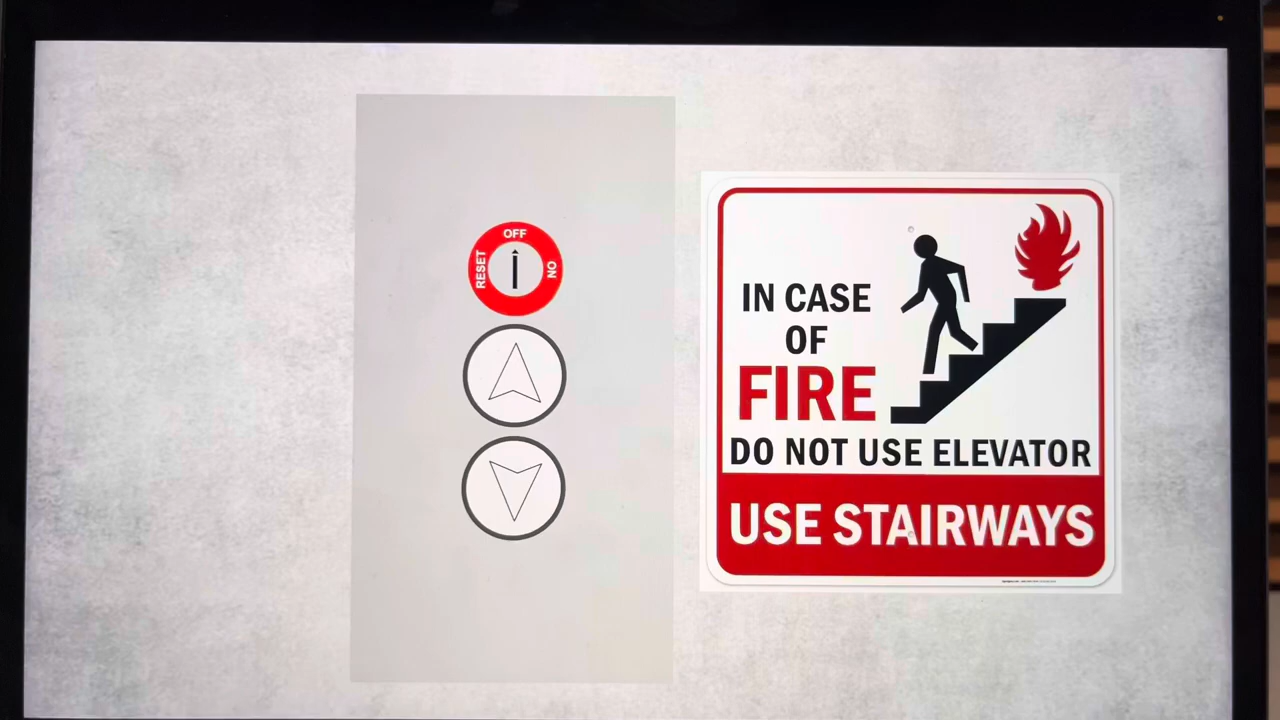 OFF
RESET
ON
IN CASE
OF
FIRE
DO NOT USE ELEVATOR
USE STAIRWAYS